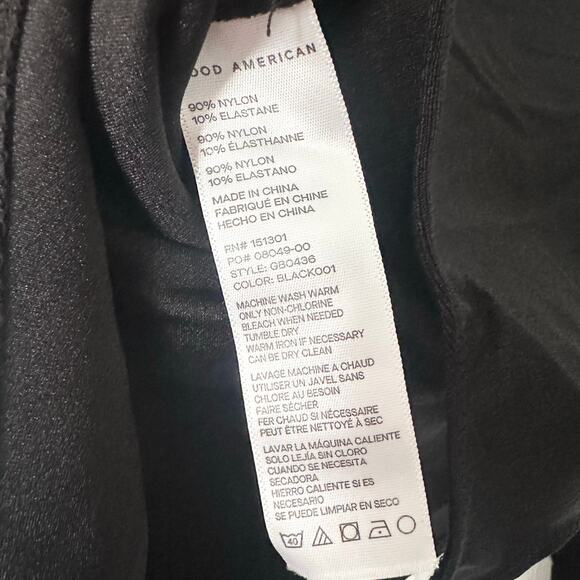 OOD AMERICAN
90% NYLON
10% ELASTANE
90% NYLON
10% ÉLASTHANNE
90% NYLON
10% ELASTANO
MADE IN CHINA
FABRIQUÉ EN CHINE
HECHO EN CHINA
RN# 151301
PO# 08049-00
STYLE: GB0436
COLOR: BLACK001
MACHINE WASH WARM
ONLY NON-CHLORINE
BLEACH WHEN NEEDED
TUMBLE DRY
WARM IRON IF NECESSARY
CAN BE DRY CLEAN
LAVAGE MACHINE A CHAUD
UTILISER UN JAVEL SANS
CHLORE AU BESOIN
FAIRE SÉCHER
FER CHAUD SI NÉCESSAIRE
PEUT ÊTRE NETTOYÉ À SEC
LAVAR LA MÁQUINA CALIENTE
SOLO LEJÍA SIN CLORO
CUANDO SE NECESITA
SECADORA
HIERRO CALIENTE SI ES
NECESARIO
SE PUEDE LIMPIAR EN SECO
40